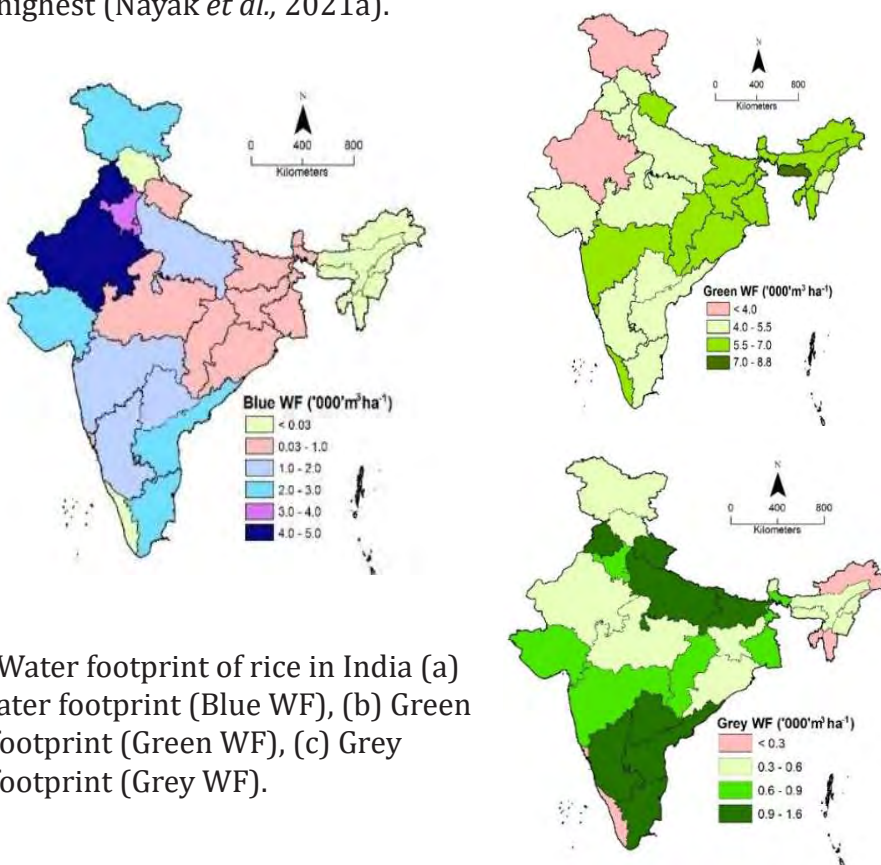 highest (Nayak et al., 2021a).
N
0 400 800
Kilometers
Blue WF ('000'm³ha⁻¹)
< 0.03
0.03 - 1.0
1.0 - 2.0
2.0 - 3.0
3.0 - 4.0
4.0 - 5.0
N
0 400 800
Kilometers
Green WF ('000'm³ ha⁻¹)
< 4.0
4.0 - 5.5
5.5 - 7.0
7.0 - 8.8
N
0 400 800
Kilometers
Grey WF ('000'm³ ha⁻¹)
< 0.3
0.3 - 0.6
0.6 - 0.9
0.9 - 1.6
Water footprint of rice in India (a)
ater footprint (Blue WF), (b) Green
footprint (Green WF), (c) Grey
footprint (Grey WF).